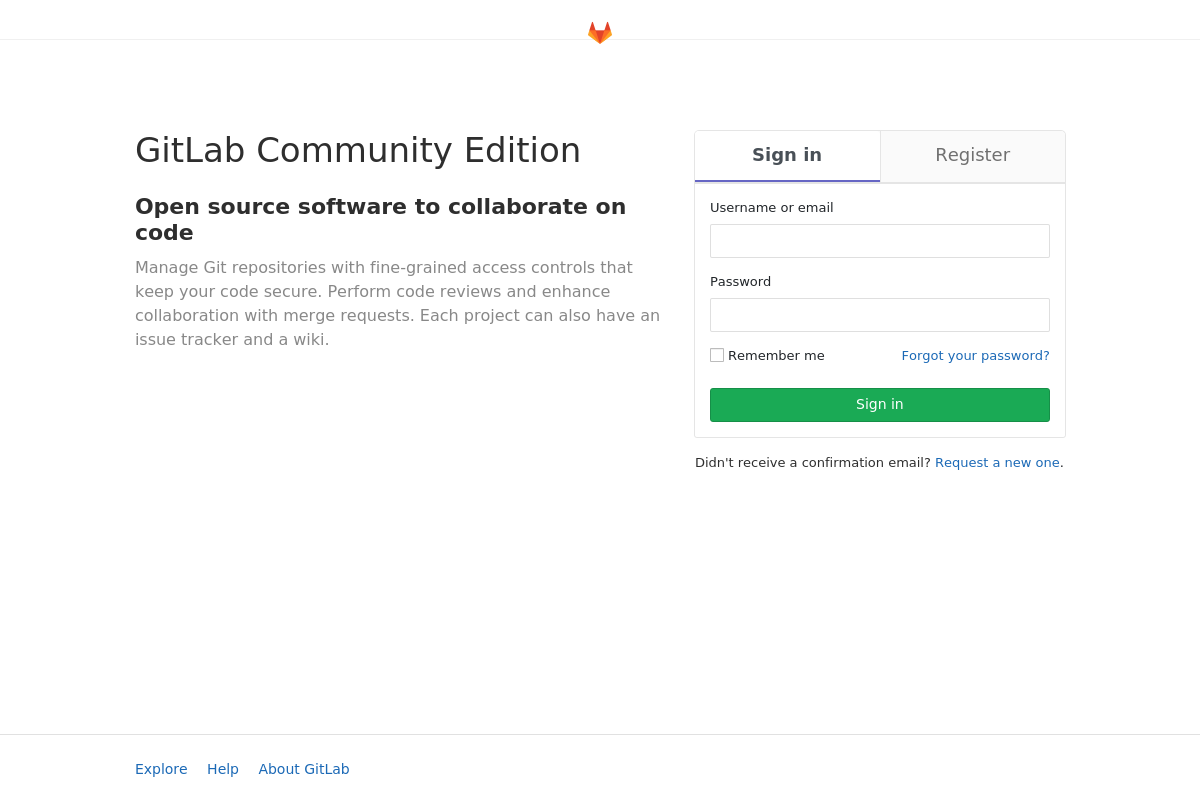 GitLab Community Edition
Open source software to collaborate on
code
Manage Git repositories with fine-grained access controls that
keep your code secure. Perform code reviews and enhance
collaboration with merge requests. Each project can also have an
issue tracker and a wiki.
Sign in Register
Username or email
Password
Remember me Forgot your password?
Sign in
Didn't receive a confirmation email? Request a new one.
Explore Help About GitLab